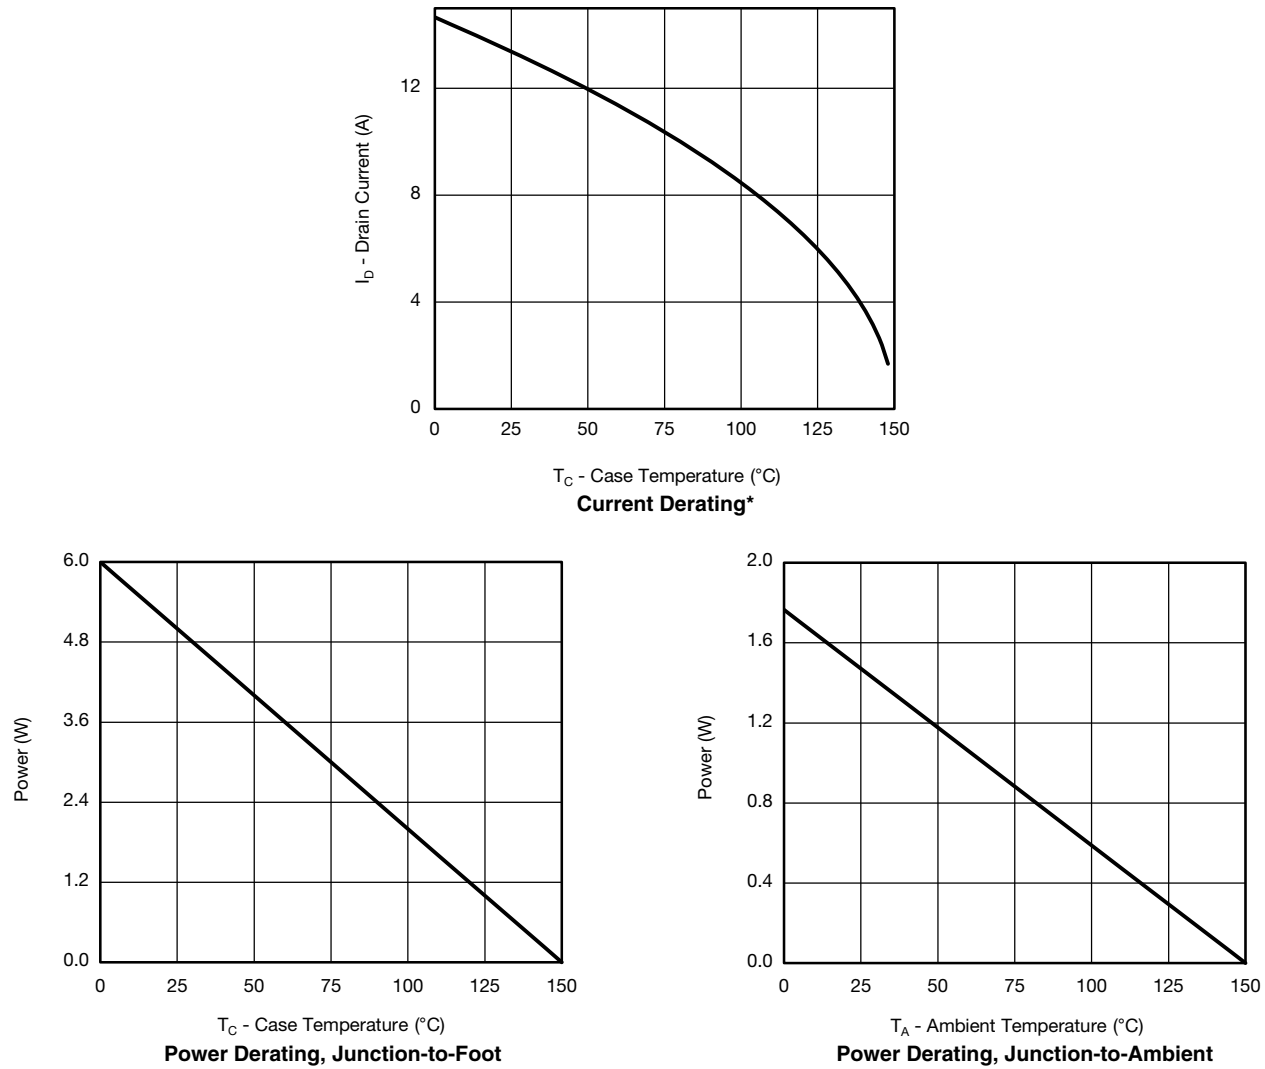 12
8
4
0
I_D - Drain Current (A)
0 25 50 75 100 125 150
T_C - Case Temperature (°C)
Current Derating*
6.0
4.8
3.6
2.4
1.2
0.0
Power (W)
0 25 50 75 100 125 150
T_C - Case Temperature (°C)
Power Derating, Junction-to-Foot
2.0
1.6
1.2
0.8
0.4
0.0
Power (W)
0 25 50 75 100 125 150
T_A - Ambient Temperature (°C)
Power Derating, Junction-to-Ambient